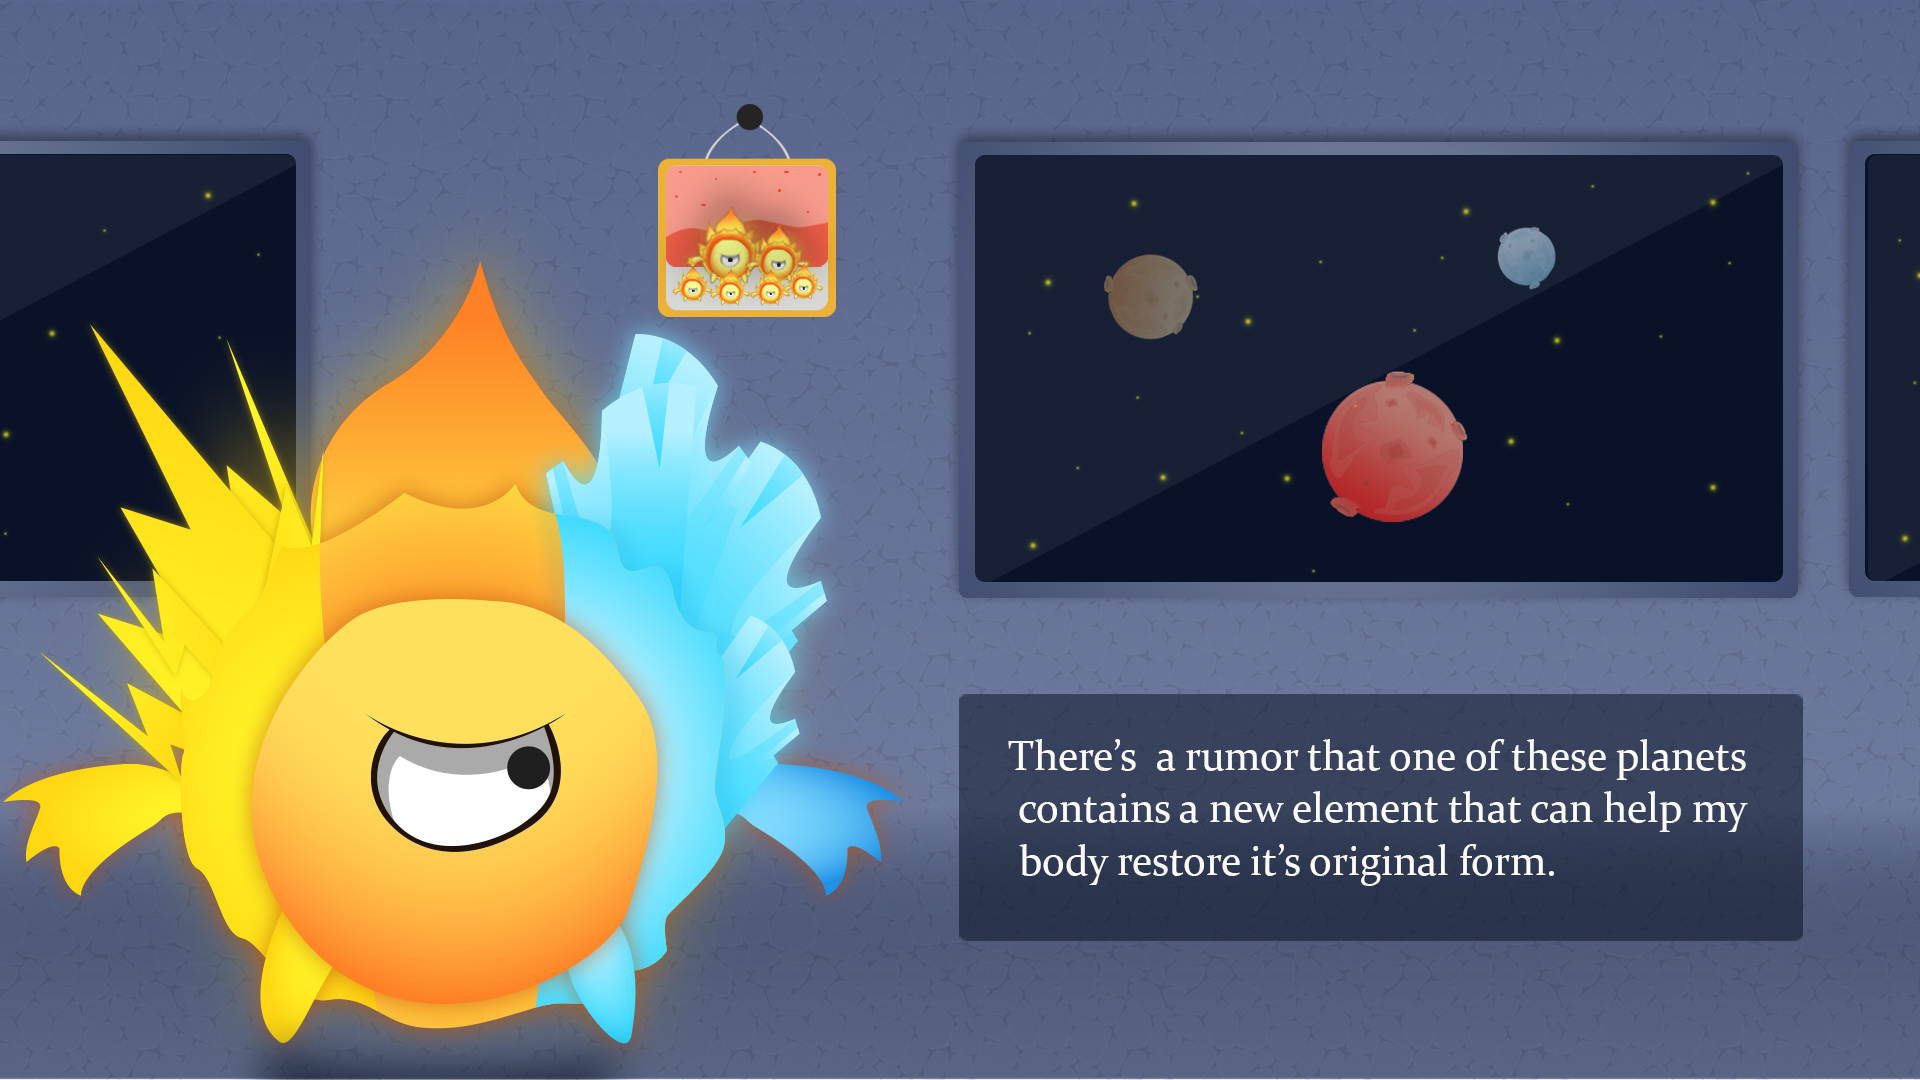 There’s a rumor that one of these planets
contains a new element that can help my
body restore it’s original form.